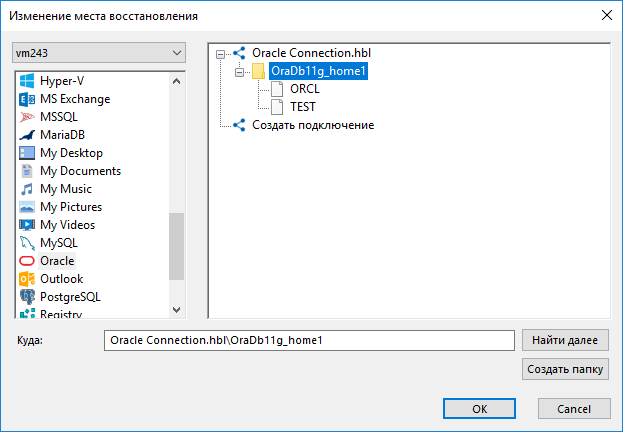 Изменение места восстановления
vm243
Hyper-V
MS Exchange
MSSQL
MariaDB
My Desktop
My Documents
My Music
My Pictures
My Videos
MySQL
Oracle
Outlook
PostgreSQL
Registry
Oracle Connection.hbl
OraDb11g_home1
ORCL
TEST
Создать подключение
Куда:
Oracle Connection.hbl\OraDb11g_home1
Найти далее
Создать папку
OK
Cancel